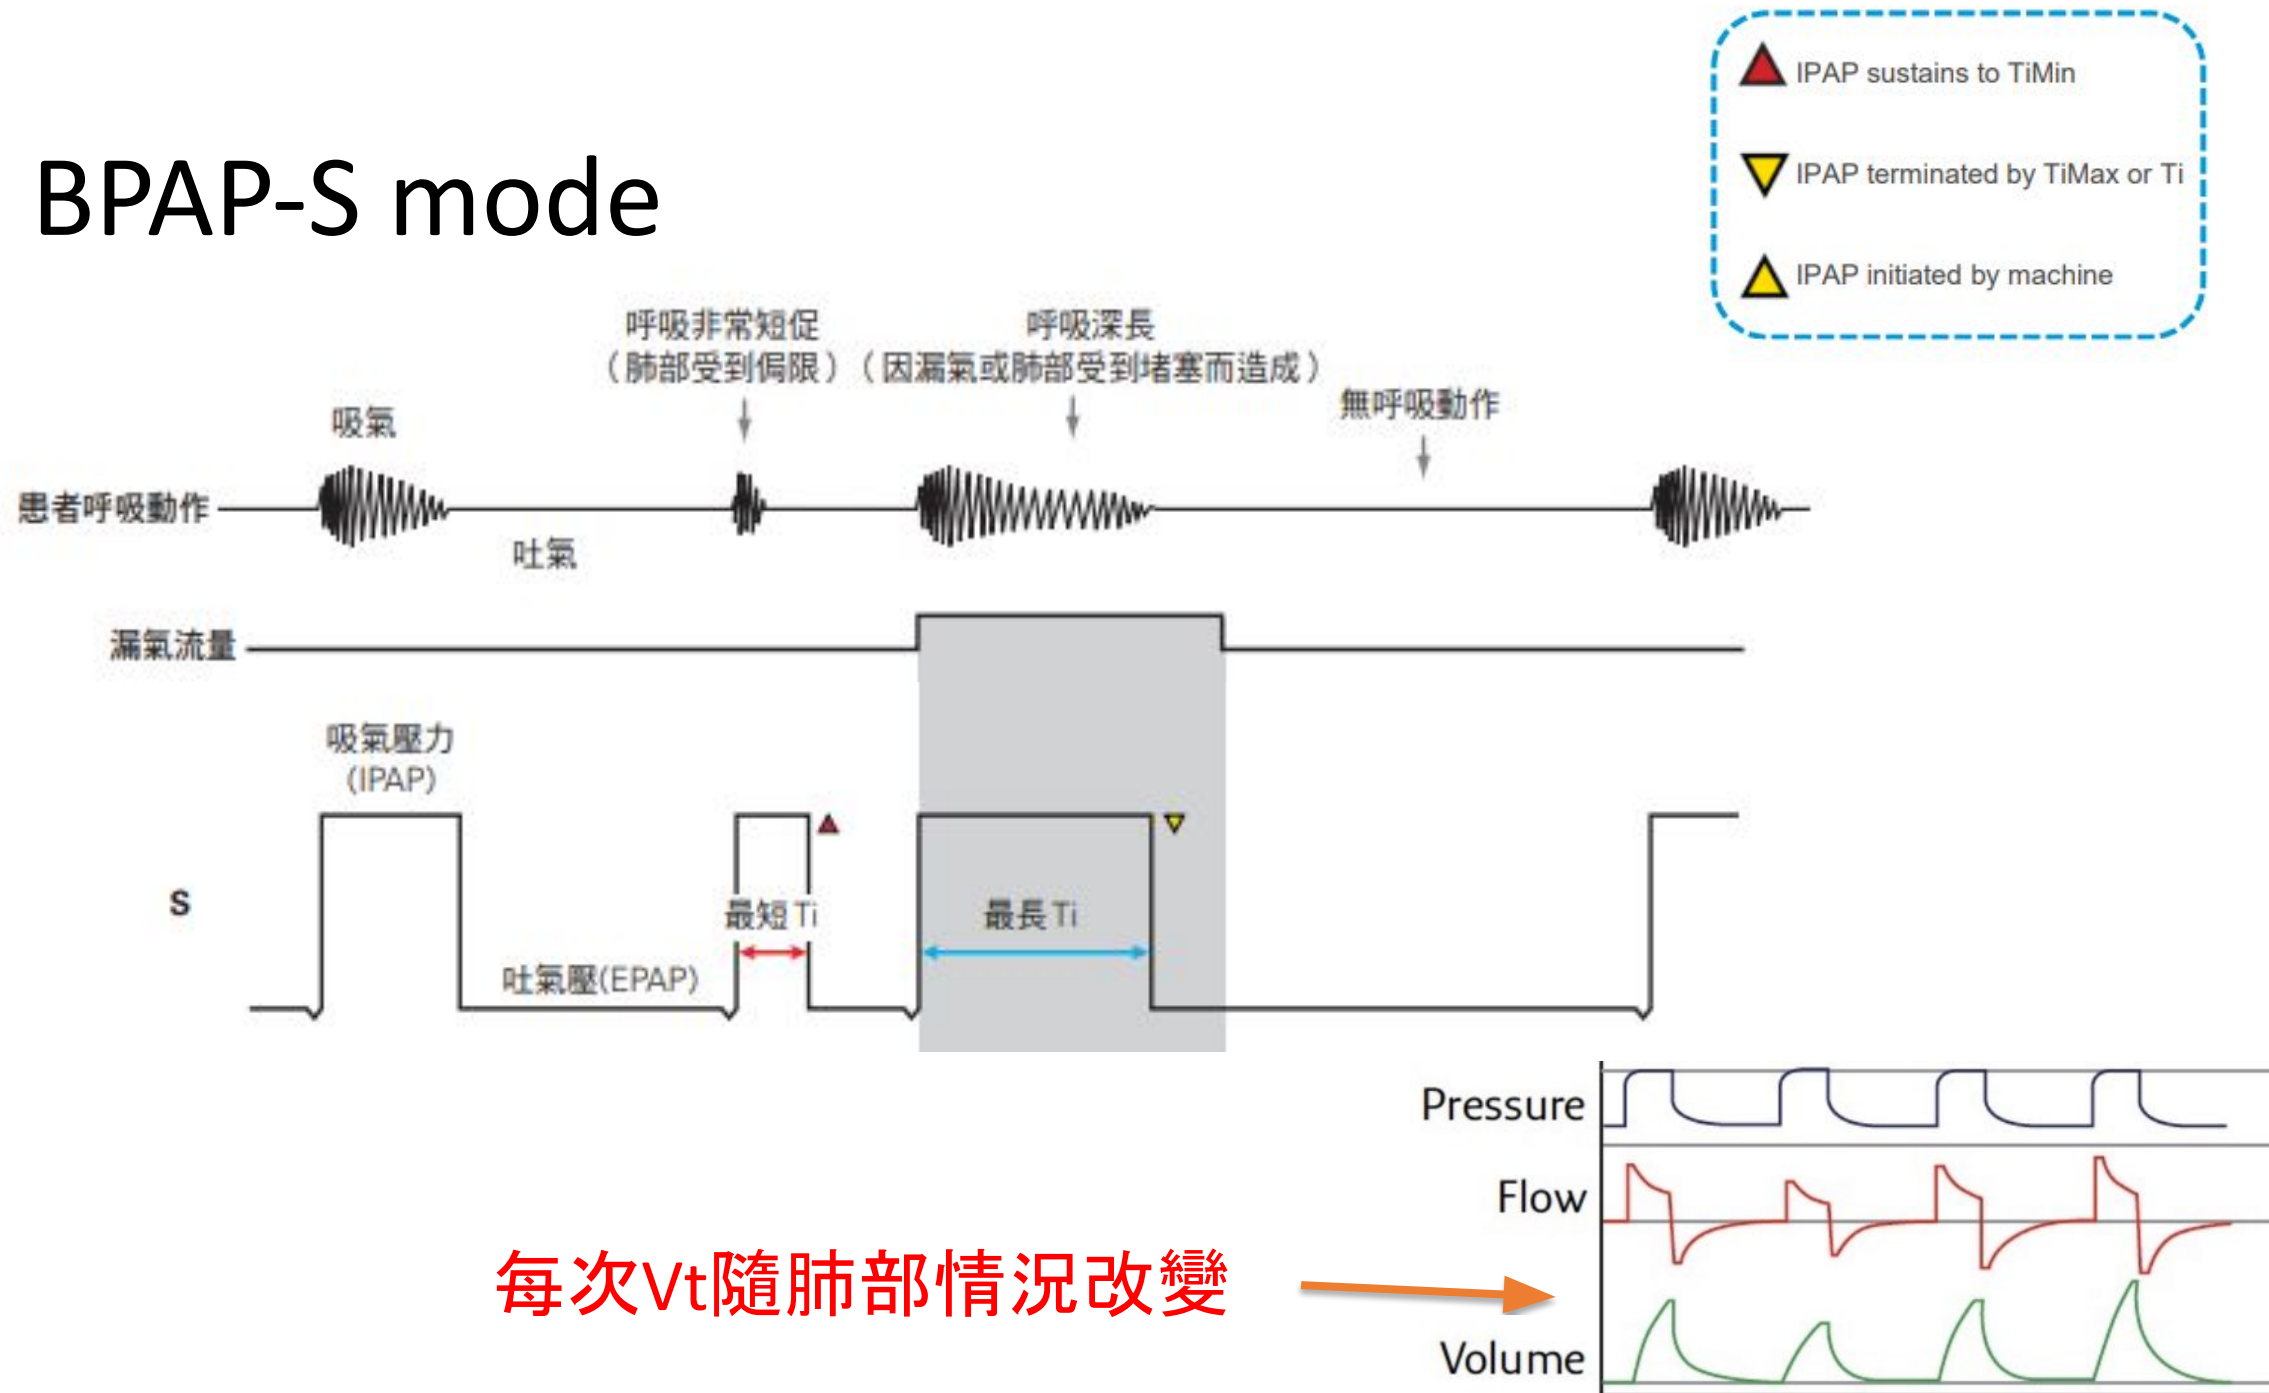 IPAP sustains to TiMin
IPAP terminated by TiMax or Ti
IPAP initiated by machine
BPAP-S mode
呼吸非常短促
（肺部受到侷限）
呼吸深長
（因漏氣或肺部受到堵塞而造成）
無呼吸動作
吸氣
患者呼吸動作
吐氣
漏氣流量
吸氣壓力
(IPAP)
S
最短 Ti
最長 Ti
吐氣壓(EPAP)
Pressure
Flow
每次Vt隨肺部情況改變
Volume